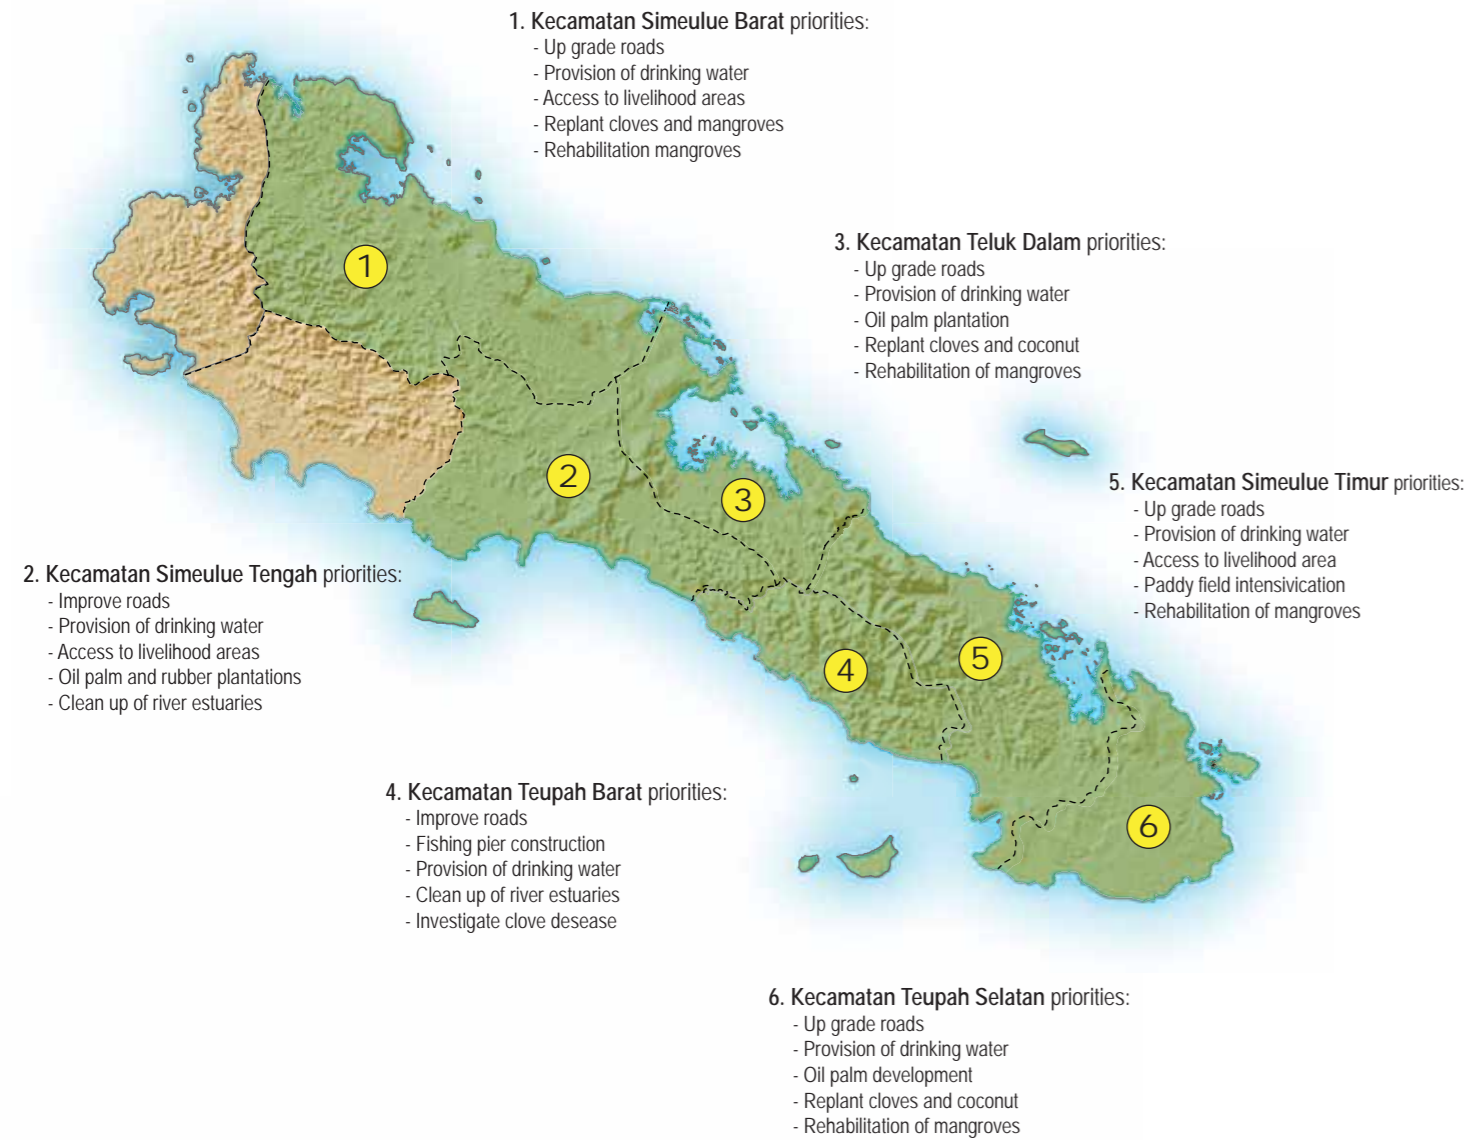 1. Kecamatan Simeulue Barat priorities:
- Up grade roads
- Provision of drinking water
- Access to livelihood areas
- Replant cloves and mangroves
- Rehabilitation mangroves
3. Kecamatan Teluk Dalam priorities:
- Up grade roads
- Provision of drinking water
- Oil palm plantation
- Replant cloves and coconut
- Rehabilitation of mangroves
5. Kecamatan Simeulue Timur priorities:
- Up grade roads
- Provision of drinking water
- Access to livelihood area
- Paddy field intensivication
- Rehabilitation of mangroves
2. Kecamatan Simeulue Tengah priorities:
- Improve roads
- Provision of drinking water
- Access to livelihood areas
- Oil palm and rubber plantations
- Clean up of river estuaries
4. Kecamatan Teupah Barat priorities:
- Improve roads
- Fishing pier construction
- Provision of drinking water
- Clean up of river estuaries
- Investigate clove desease
6. Kecamatan Teupah Selatan priorities:
- Up grade roads
- Provision of drinking water
- Oil palm development
- Replant cloves and coconut
- Rehabilitation of mangroves
1
2
3
4
5
6